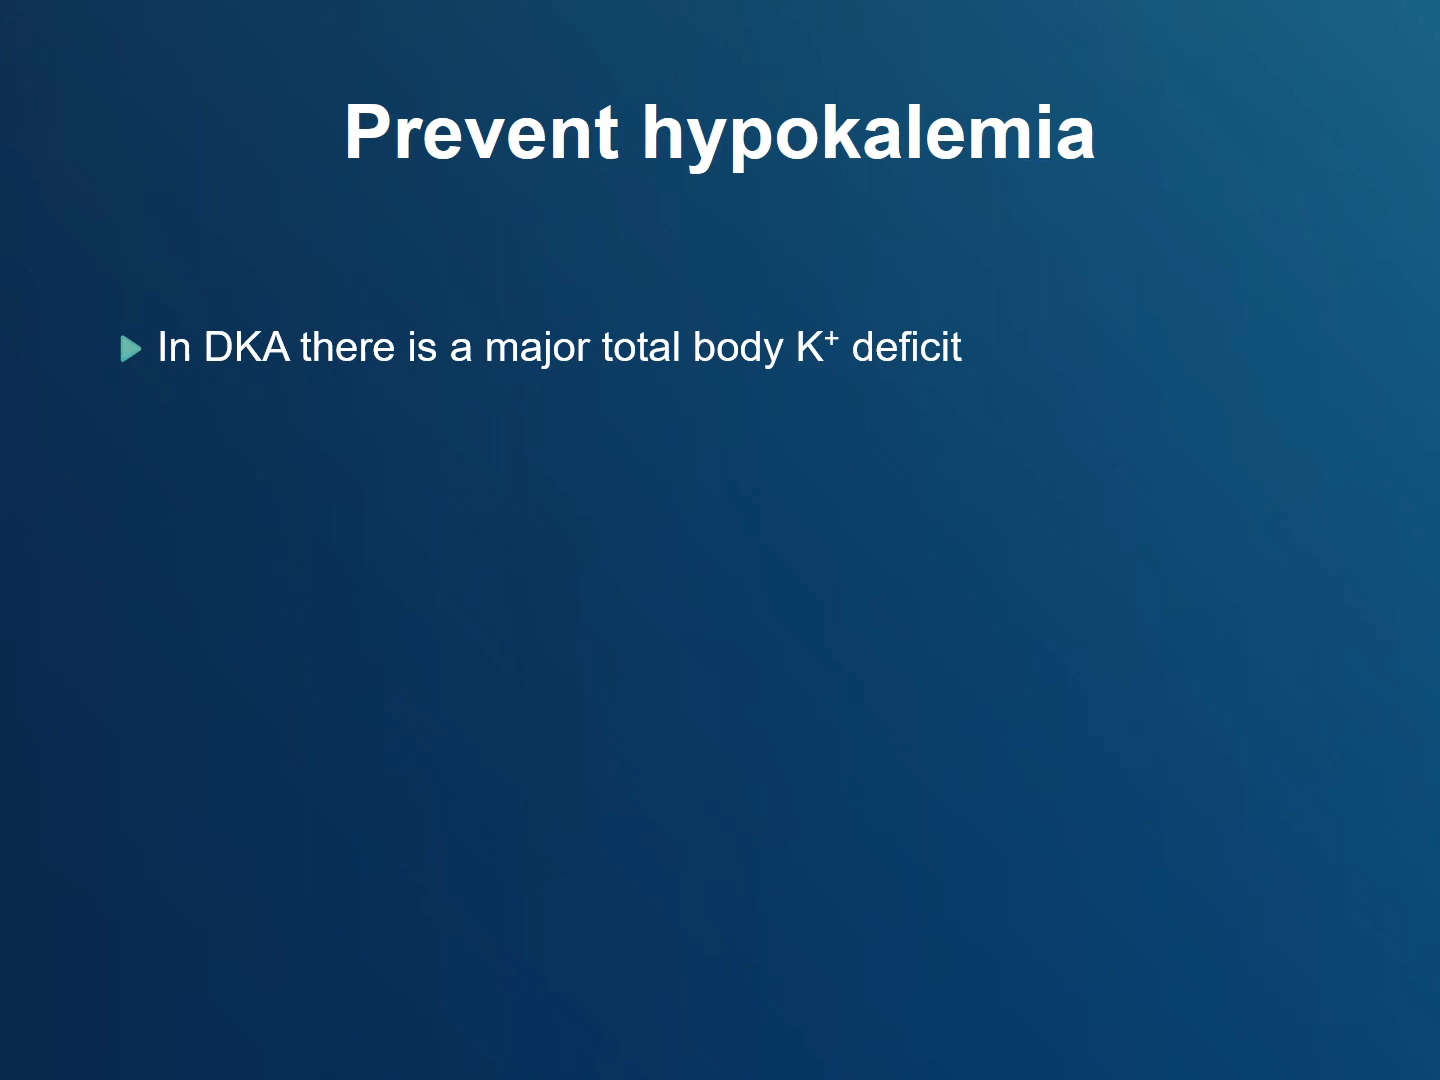 Prevent hypokalemia
In DKA there is a major total body K⁺ deficit